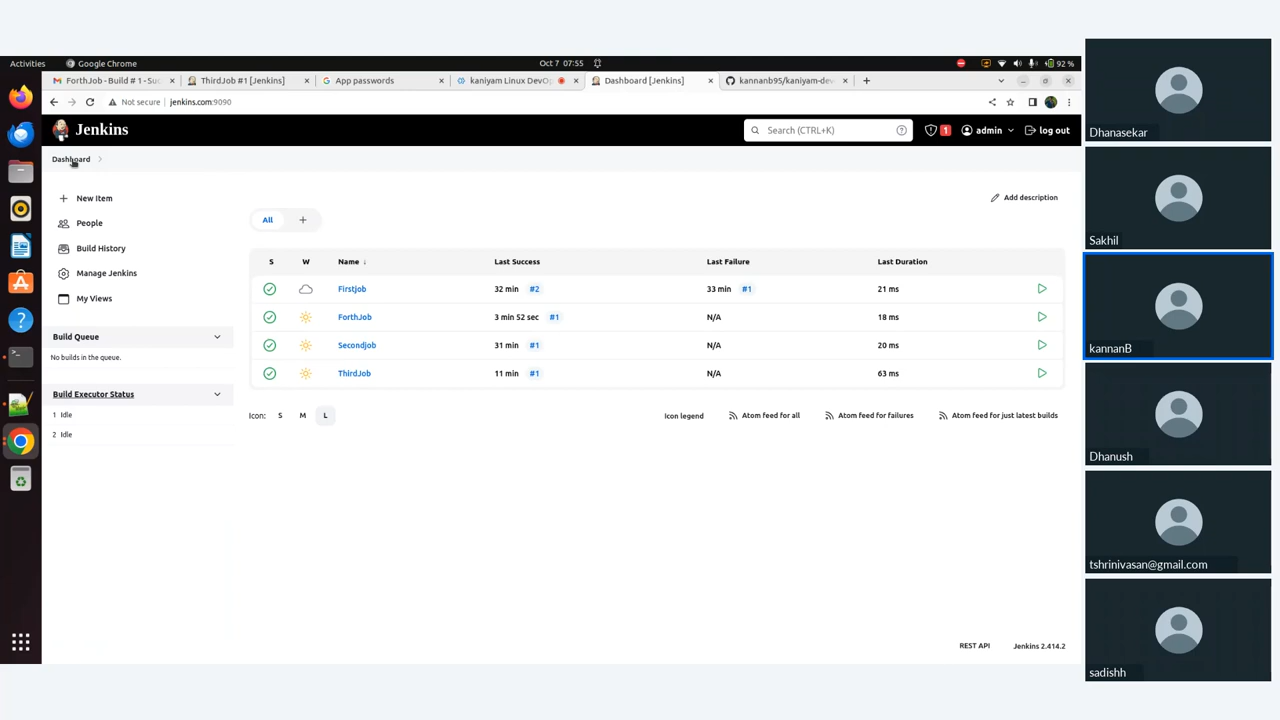 Activities
Google Chrome
Oct 7 07:55
92 %
ForthJob - Build # 1 - Suc
ThirdJob #1 [Jenkins]
App passwords
kaniyam Linux DevOp
Dashboard [Jenkins]
kannanb95/kaniyam-dev
Not secure
jenkins.com:9090
Jenkins
Search (CTRL+K)
1
admin
log out
Dashboard
New Item
People
Build History
Manage Jenkins
My Views
Add description
All
+
S W Name ↓ Last Success Last Failure Last Duration
Firstjob 32 min #2 33 min #1 21 ms
ForthJob 3 min 52 sec #1 N/A 18 ms
Secondjob 31 min #1 N/A 20 ms
ThirdJob 11 min #1 N/A 63 ms
Build Queue
No builds in the queue.
Build Executor Status
1 Idle
2 Idle
Icon: S M L
Icon legend
Atom feed for all
Atom feed for failures
Atom feed for just latest builds
REST API
Jenkins 2.414.2
Dhanasekar
Sakhil
kannanB
Dhanush
tshrinivasan@gmail.com
sadishh